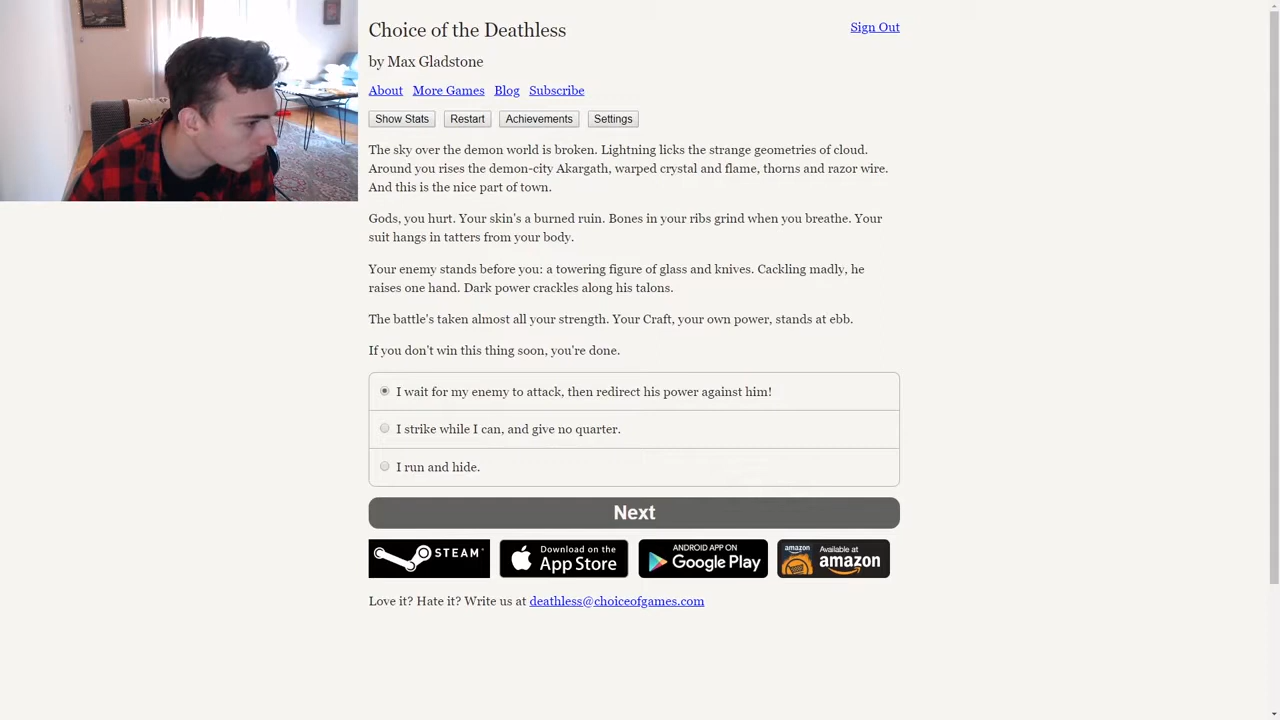 Choice of the Deathless
Sign Out
by Max Gladstone
About More Games Blog Subscribe
Show Stats Restart Achievements Settings
The sky over the demon world is broken. Lightning licks the strange geometries of cloud.
Around you rises the demon-city Akargath, warped crystal and flame, thorns and razor wire.
And this is the nice part of town.
Gods, you hurt. Your skin's a burned ruin. Bones in your ribs grind when you breathe. Your
suit hangs in tatters from your body.
Your enemy stands before you: a towering figure of glass and knives. Cackling madly, he
raises one hand. Dark power crackles along his talons.
The battle's taken almost all your strength. Your Craft, your own power, stands at ebb.
If you don't win this thing soon, you're done.
I wait for my enemy to attack, then redirect his power against him!
I strike while I can, and give no quarter.
I run and hide.
Next
STEAM
Download on the
App Store
ANDROID APP ON
Google Play
amazon
Available at
amazon
Love it? Hate it? Write us at deathless@choiceofgames.com